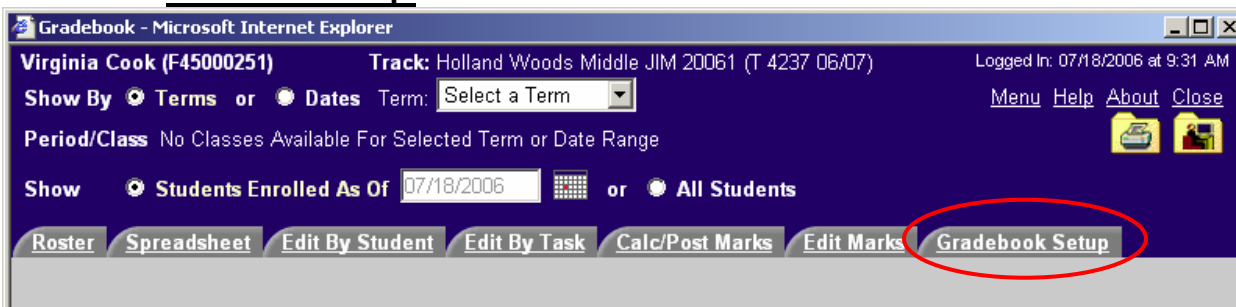 Gradebook - Microsoft Internet Explorer
Virginia Cook (F45000251) Track: Holland Woods Middle JIM 20061 (T 4237 06/07) Logged In: 07/18/2006 at 9:31 AM
Show By Terms or Dates Term: Select a Term Menu Help About Close
Period/Class No Classes Available For Selected Term or Date Range
Show Students Enrolled As Of 07/18/2006 or All Students
Roster Spreadsheet Edit By Student Edit By Task Calc/Post Marks Edit Marks Gradebook Setup